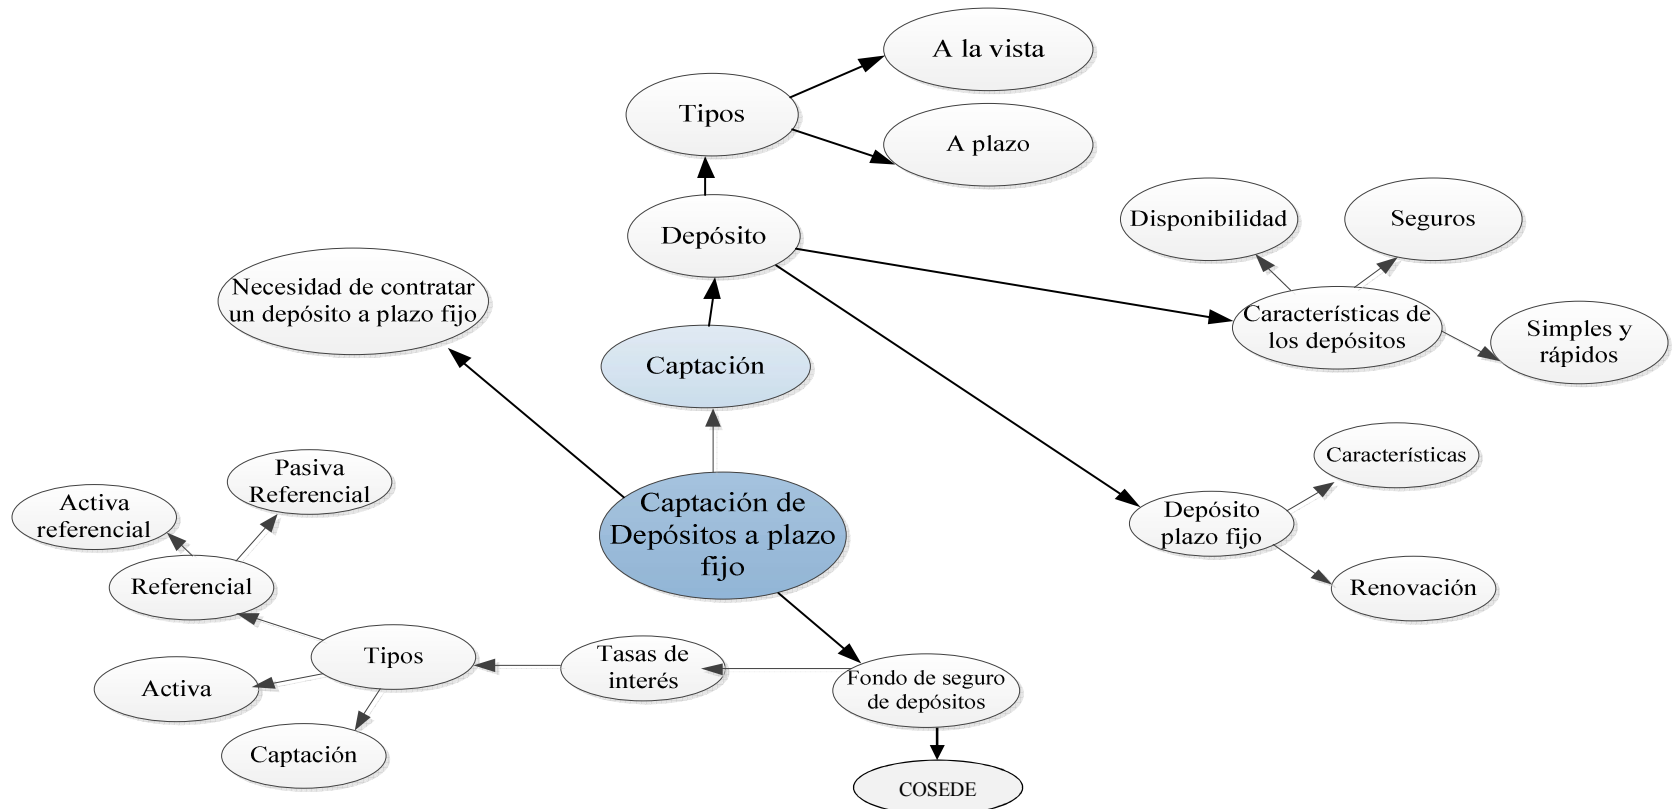 A la vista
Tipos
A plazo
Depósito
Disponibilidad
Seguros
Necesidad de contratar
un depósito a plazo fijo
Características de
los depósitos
Simples y
rápidos
Captación
Características
Pasiva
Referencial
Activa
referencial
Captación de
Depósitos a plazo
fijo
Depósito
plazo fijo
Referencial
Renovación
Tipos
Tasas de
interés
Fondo de seguro
de depósitos
Activa
Captación
COSEDE